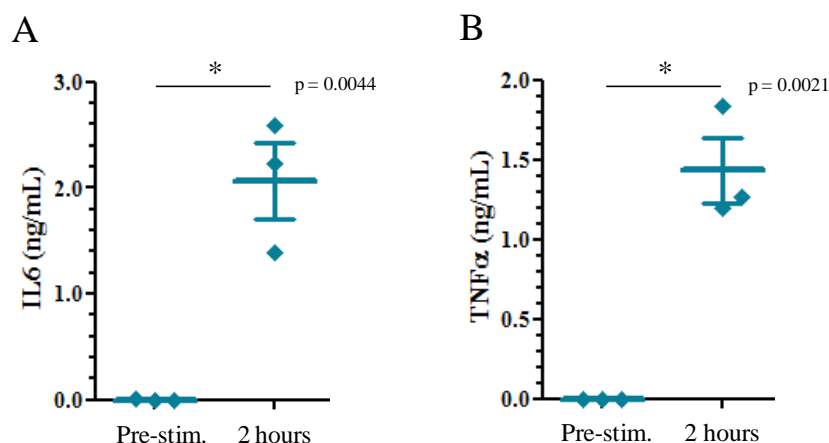 A
*
p = 0.0044
3.0
2.0
1.0
0.0
IL6 (ng/mL)
Pre-stim. 2 hours
B
*
p = 0.0021
2.0
1.5
1.0
0.5
0.0
TNFα (ng/mL)
Pre-stim. 2 hours